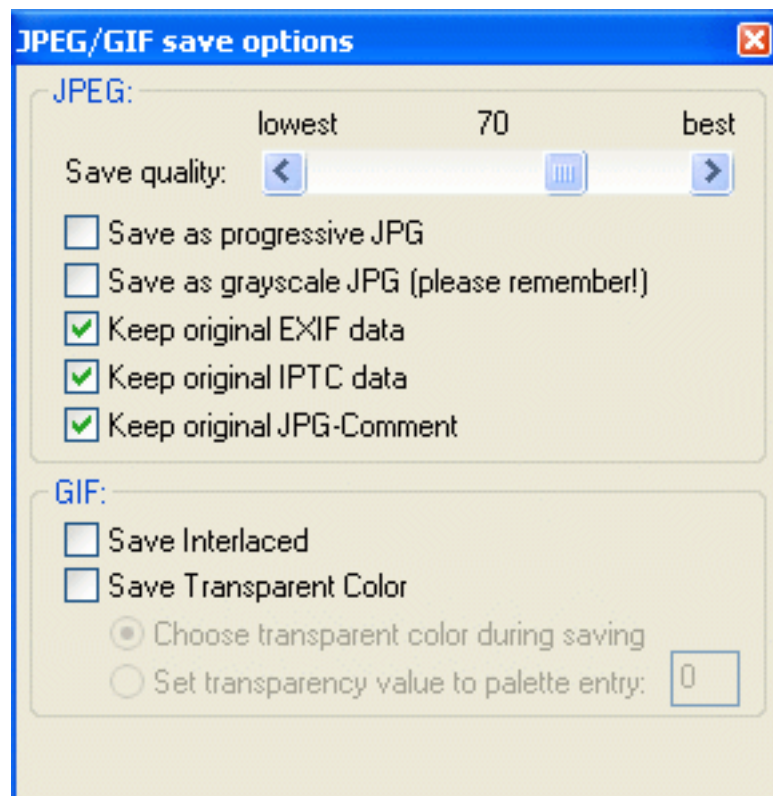 JPEG/GIF save options
JPEG:
lowest 70 best
Save quality:
Save as progressive JPG
Save as grayscale JPG (please remember!)
Keep original EXIF data
Keep original IPTC data
Keep original JPG-Comment
GIF:
Save Interlaced
Save Transparent Color
Choose transparent color during saving
Set transparency value to palette entry: 0